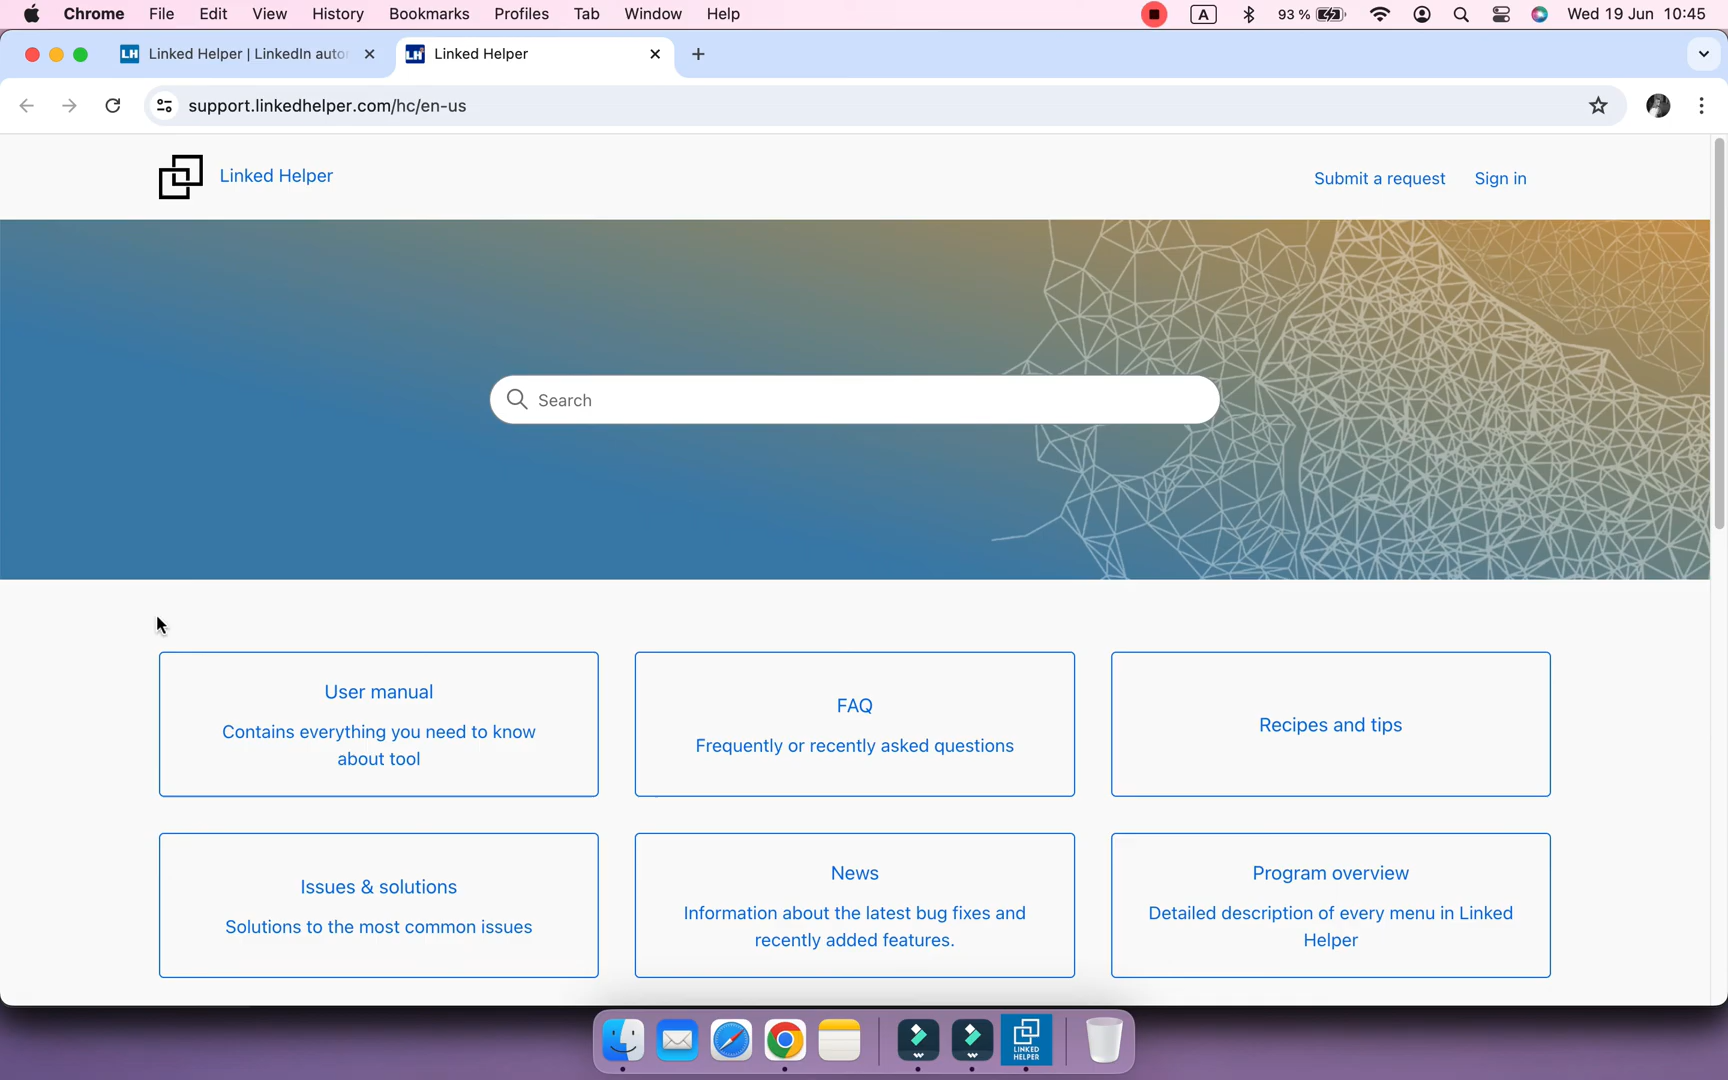 Chrome File Edit View History Bookmarks Profiles Tab Window Help A 93 % Wed 19 Jun 10:45
LH Linked Helper | LinkedIn auto LH Linked Helper
support.linkedhelper.com/hc/en-us
Linked Helper Submit a request Sign in
Search
User manual
Contains everything you need to know
about tool
FAQ
Frequently or recently asked questions
Recipes and tips
Issues & solutions
Solutions to the most common issues
News
Information about the latest bug fixes and
recently added features.
Program overview
Detailed description of every menu in Linked
Helper
LINKED
HELPER